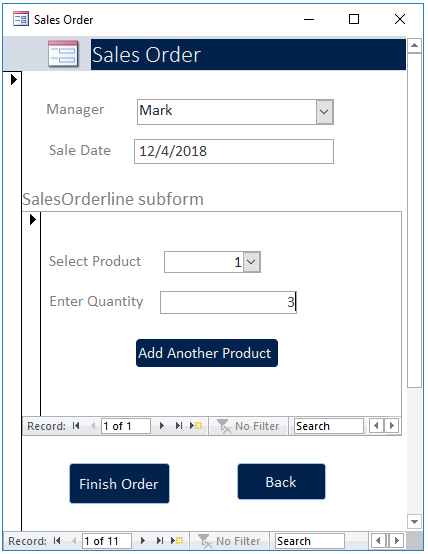 Sales Order
Sales Order
Manager Mark
Sale Date 12/4/2018
SalesOrderline subform
Select Product 1
Enter Quantity 3
Add Another Product
Record: 1 of 1 No Filter Search
Finish Order Back
Record: 1 of 11 No Filter Search